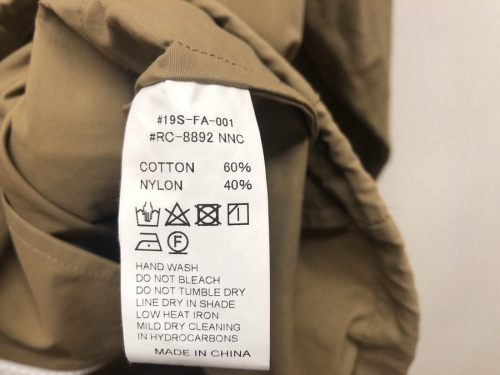 #19S-FA-001
#RC-8892 NNC
COTTON 60%
NYLON 40%
F
HAND WASH
DO NOT BLEACH
DO NOT TUMBLE DRY
LINE DRY IN SHADE
LOW HEAT IRON
MILD DRY CLEANING
IN HYDROCARBONS
MADE IN CHINA